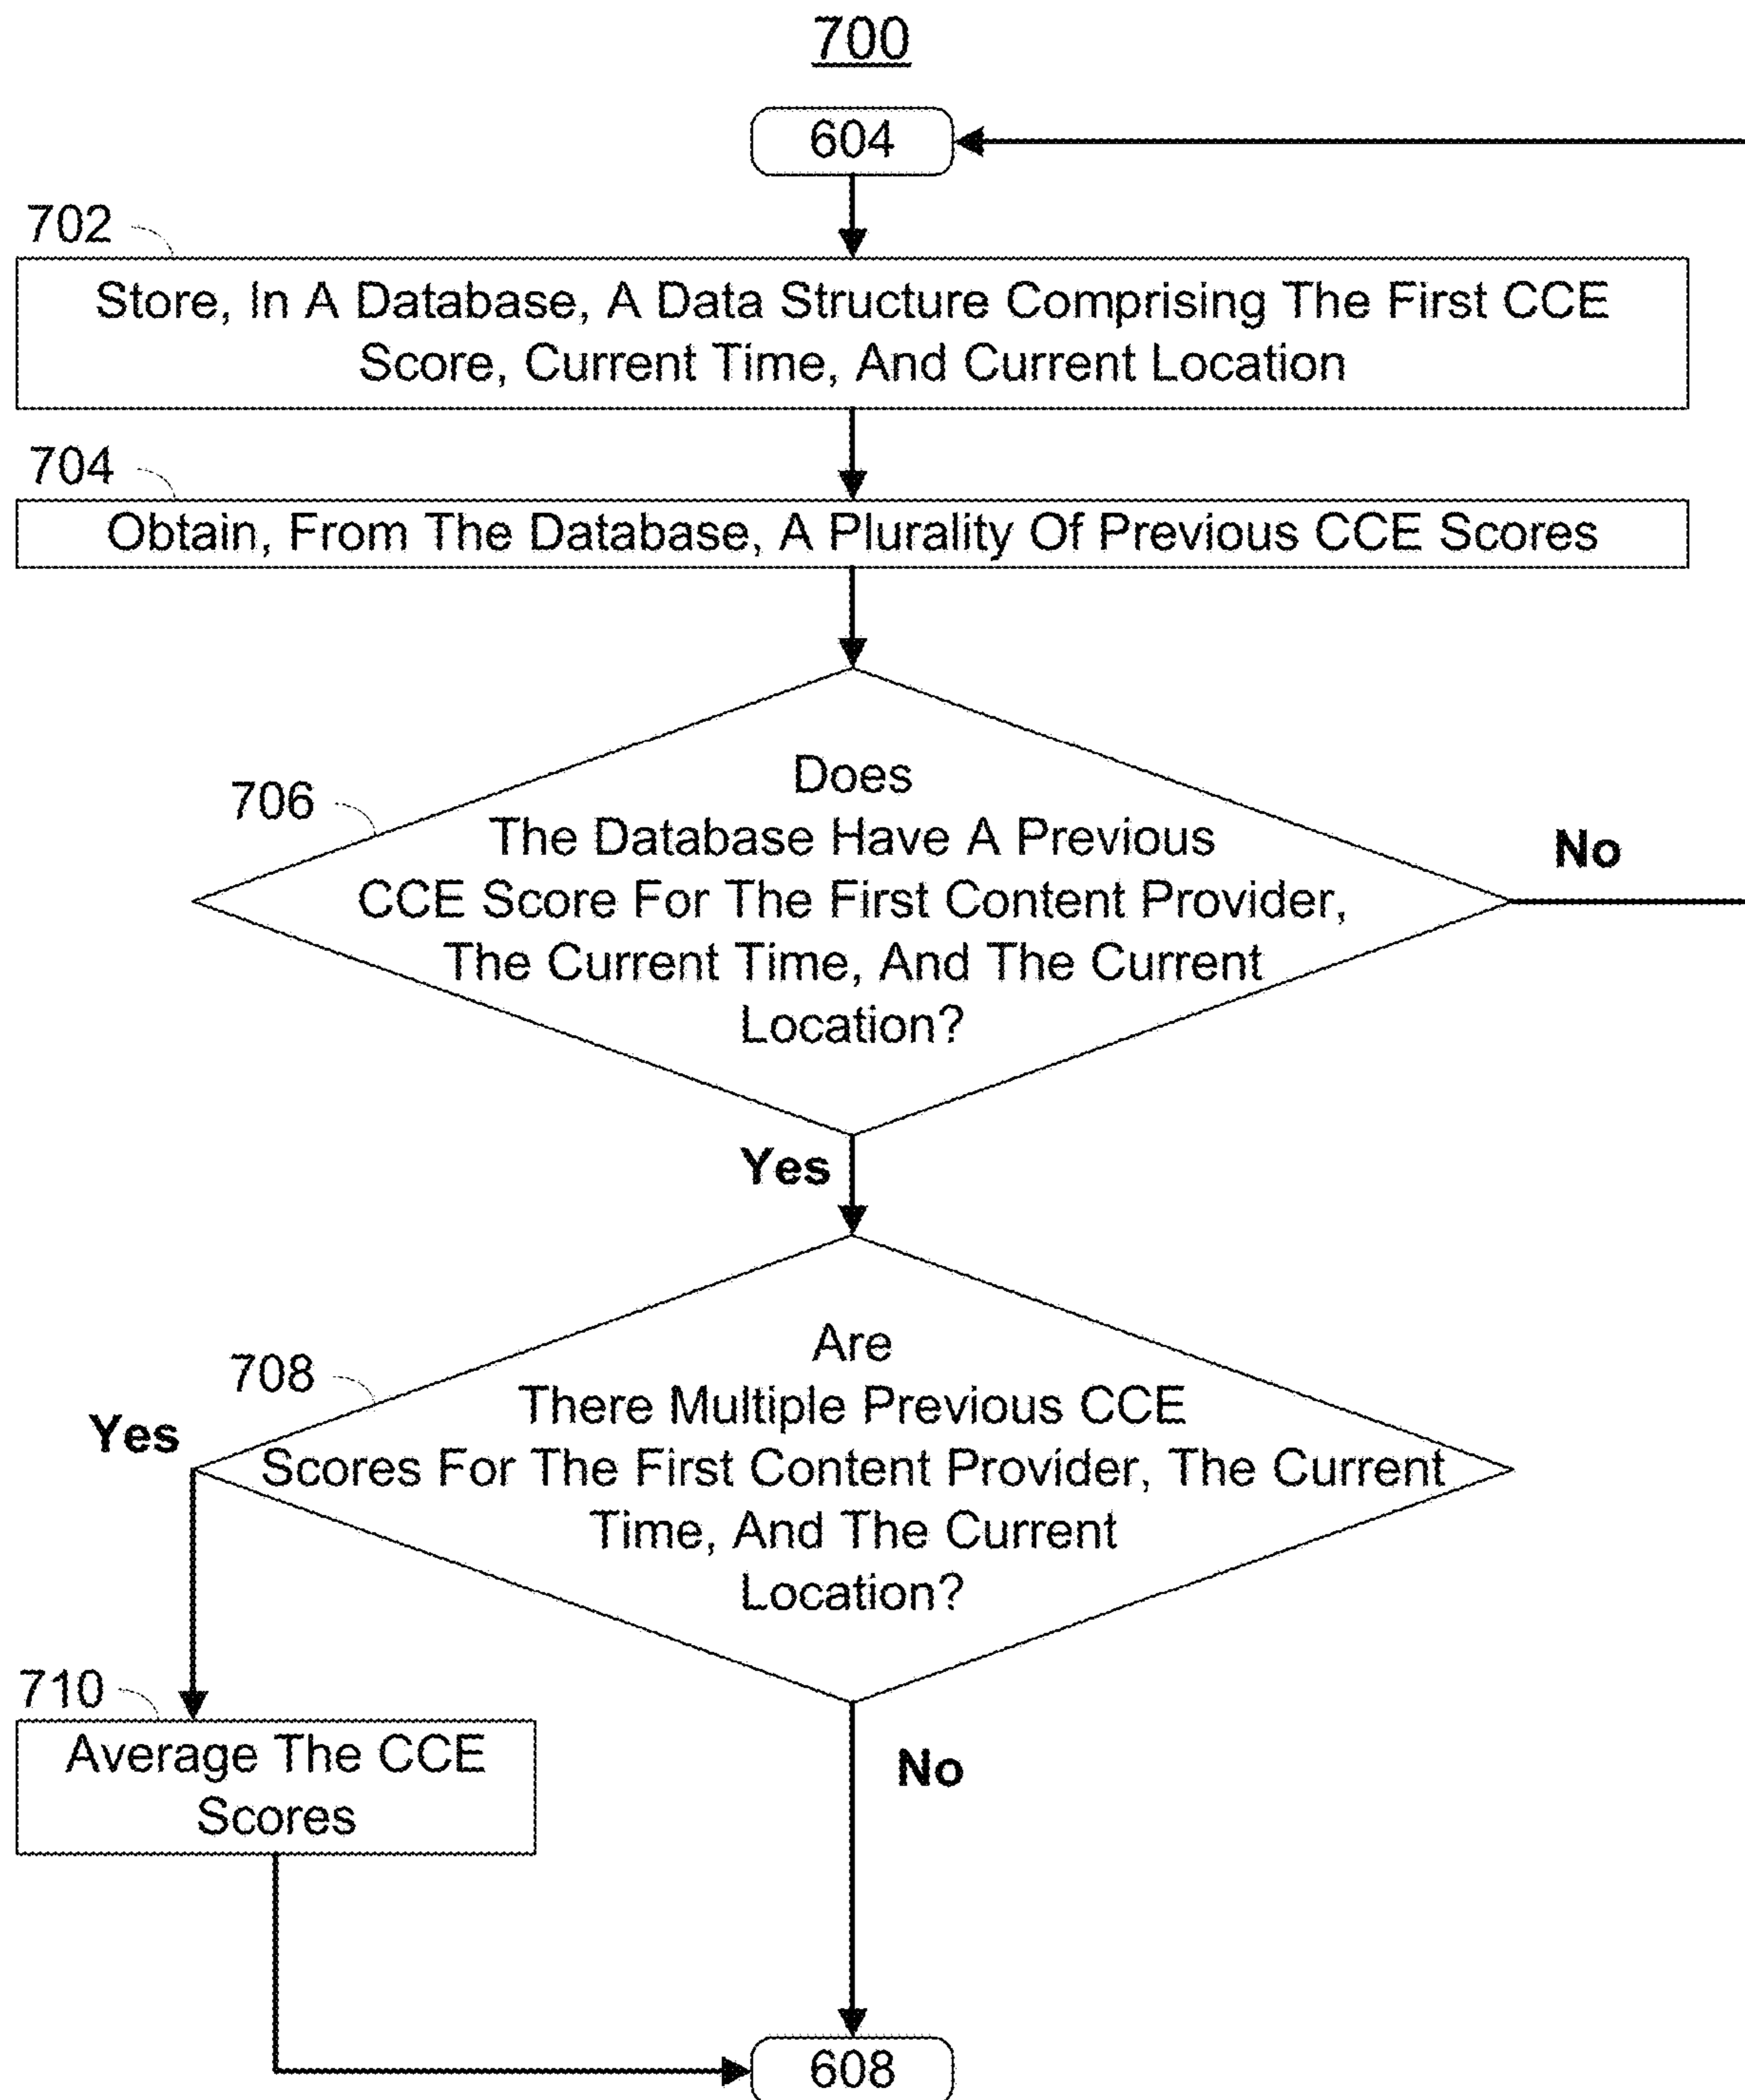 700
604
702
Store, In A Database, A Data Structure Comprising The First CCE
Score, Current Time, And Current Location
704
Obtain, From The Database, A Plurality Of Previous CCE Scores
706
Does
The Database Have A Previous
CCE Score For The First Content Provider,
The Current Time, And The Current
Location?
No
Yes
708
Are
There Multiple Previous CCE
Scores For The First Content Provider, The Current
Time, And The Current
Location?
Yes
710
Average The CCE
Scores
No
608